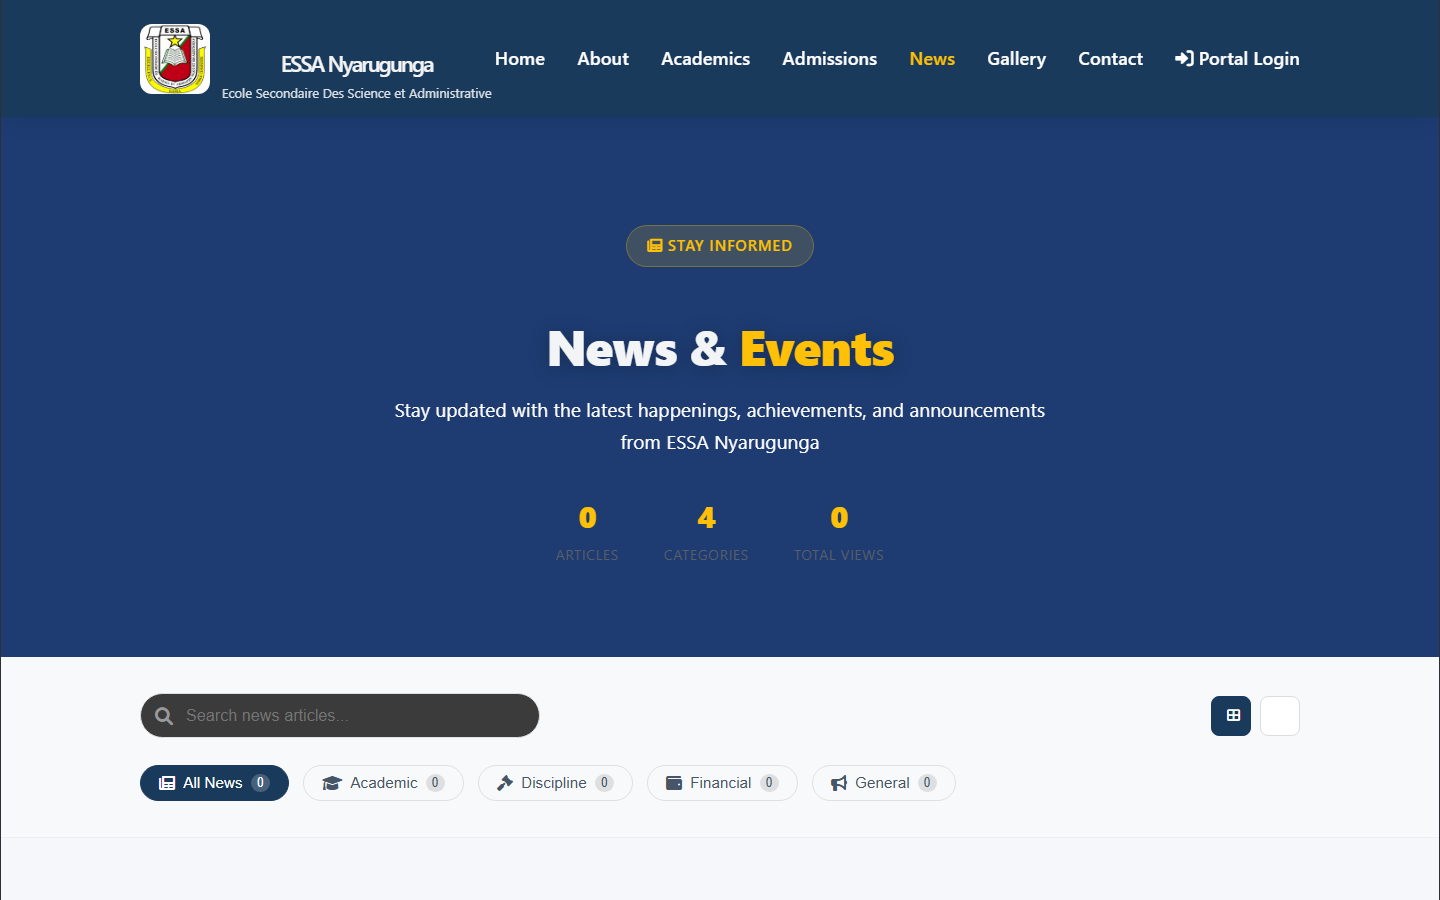 ESSA
ESSA Nyarugunga
Ecole Secondaire Des Science et Administrative
Home
About
Academics
Admissions
News
Gallery
Contact
Portal Login
STAY INFORMED
News & Events
Stay updated with the latest happenings, achievements, and announcements
from ESSA Nyarugunga
0
ARTICLES
4
CATEGORIES
0
TOTAL VIEWS
Search news articles...
All News 0
Academic 0
Discipline 0
Financial 0
General 0